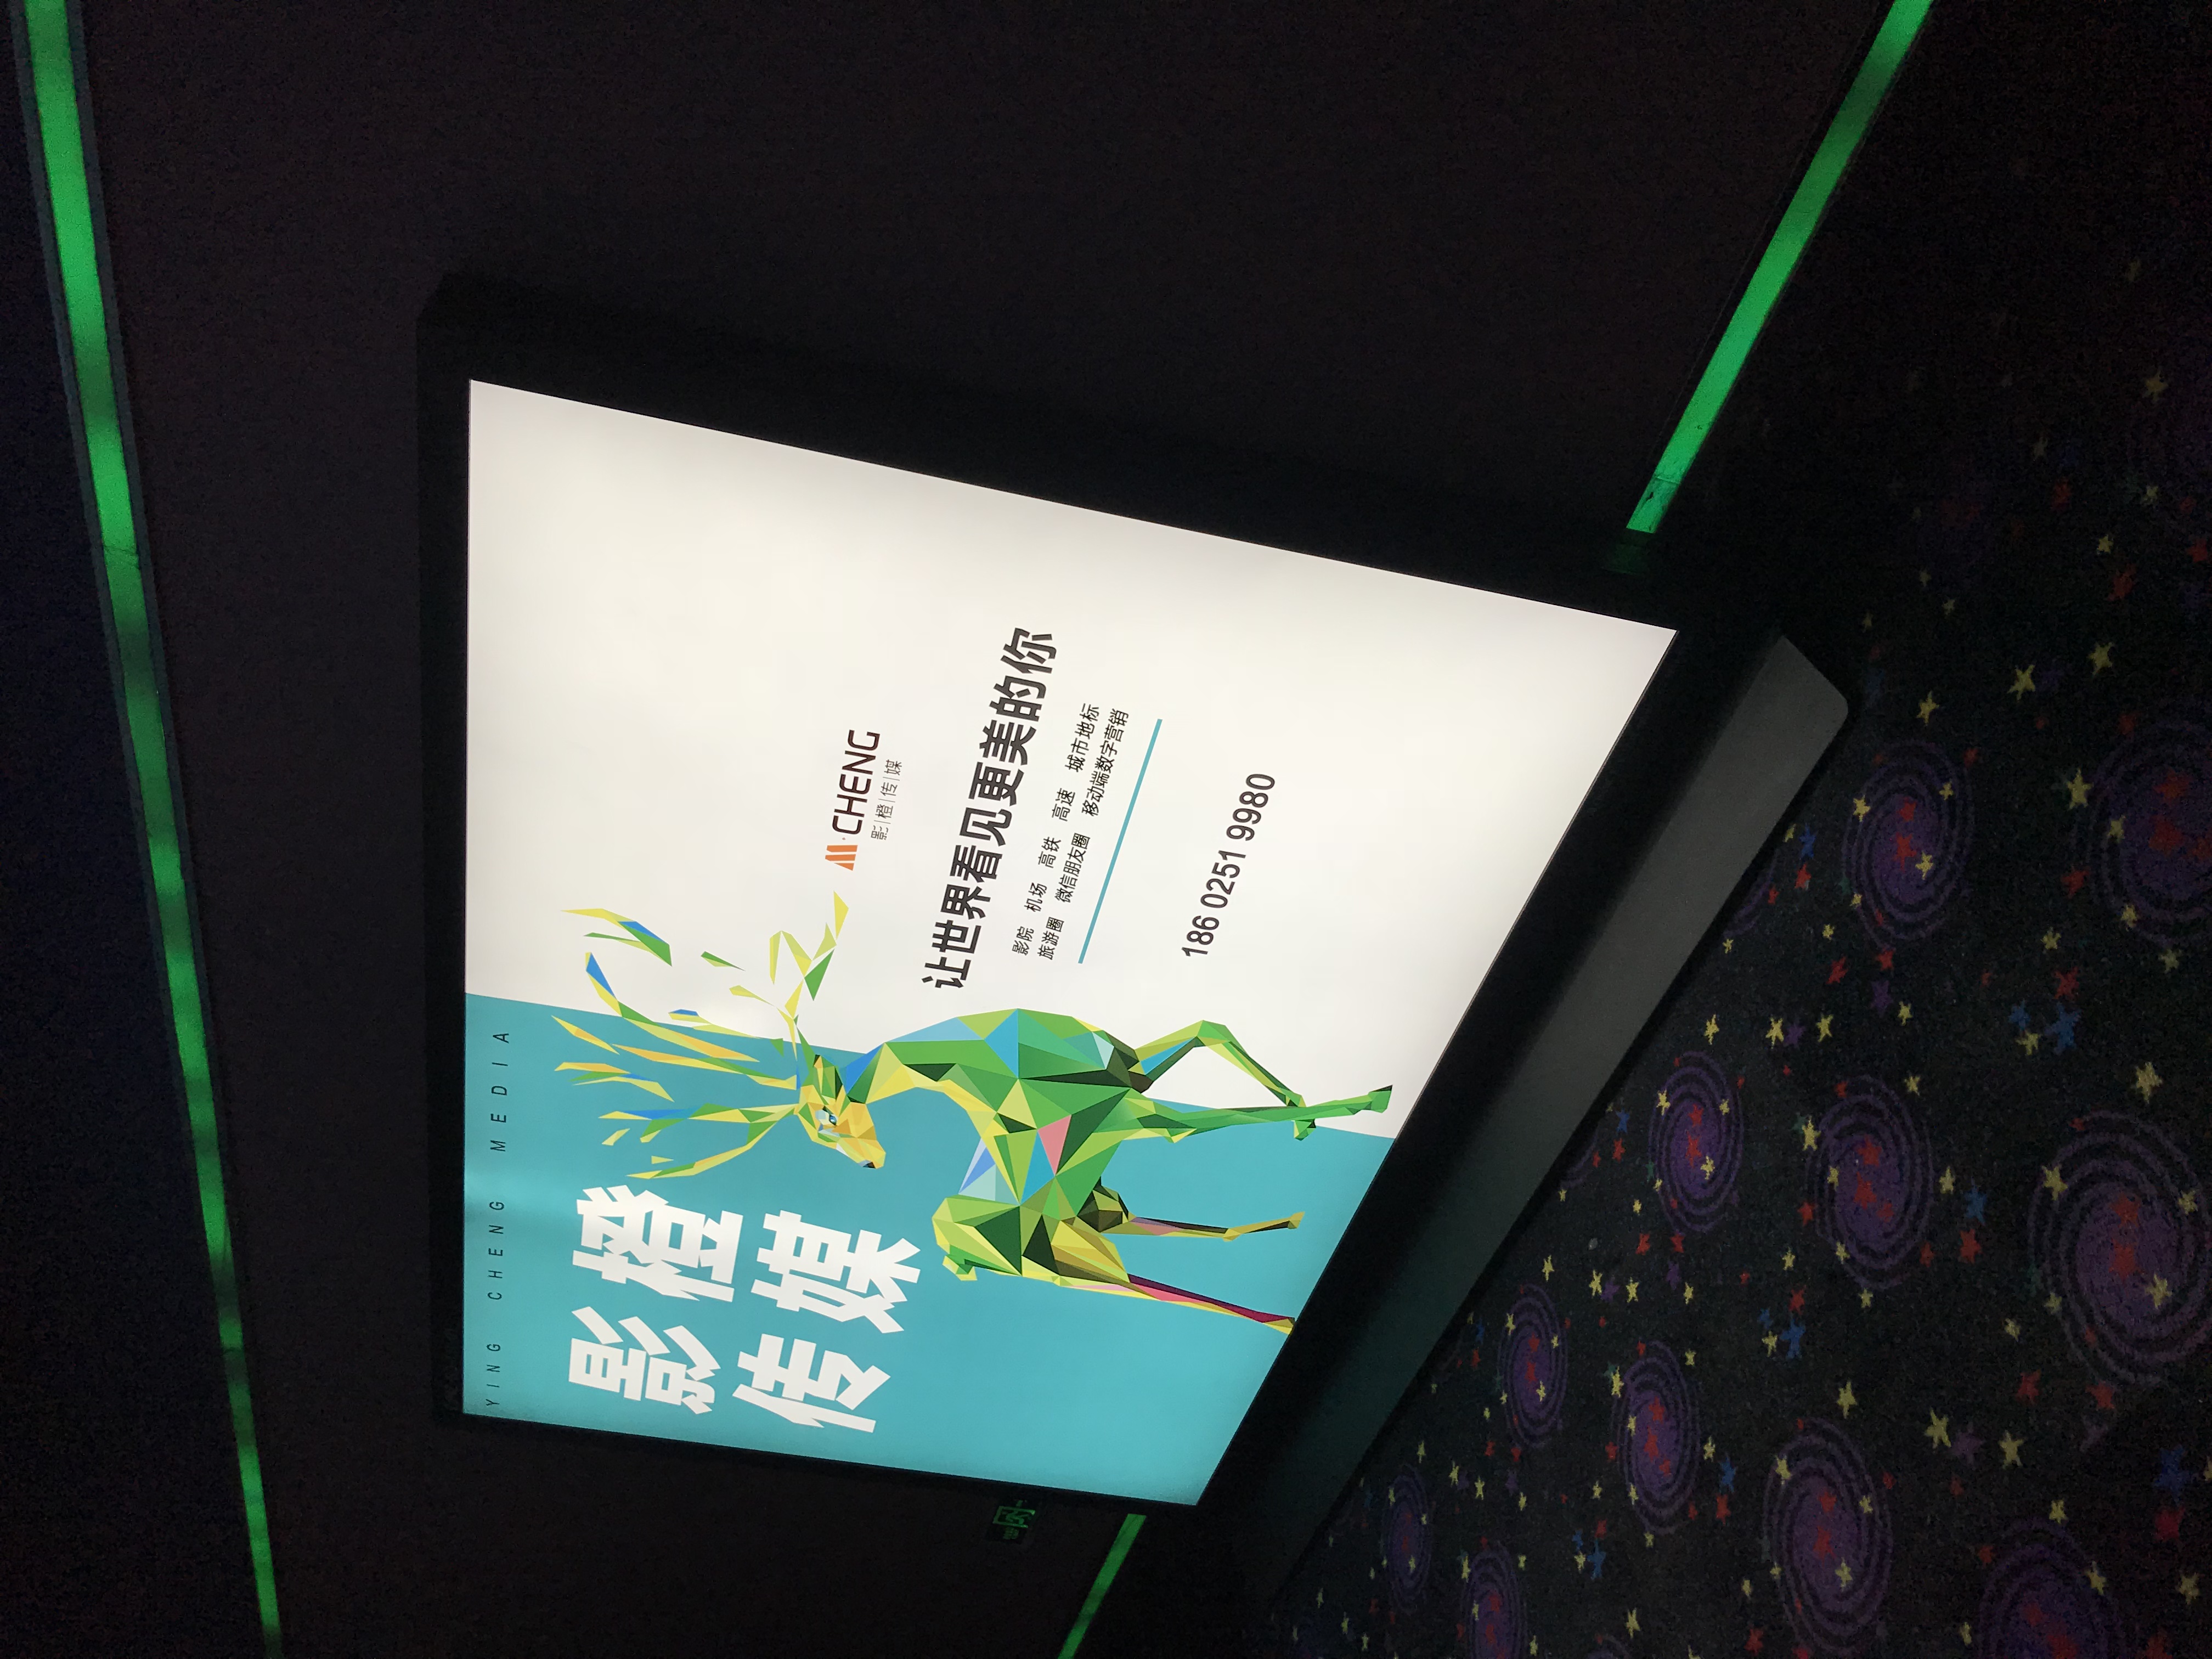 YING CHENG MEDIA
影橙
传媒
CHENG
影|橙|传|媒
让世界看见更美的你
影院 机场 高铁 高速 城市地标
旅游圈 微信朋友圈 移动端数字营销
186 0251 9980